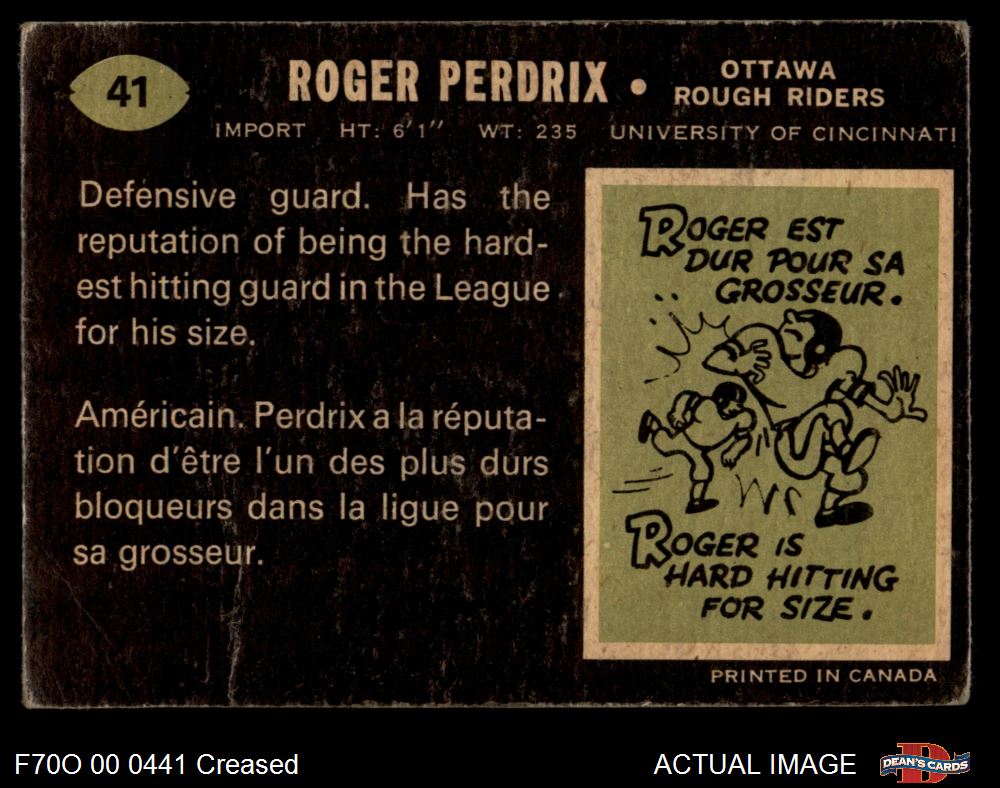 41
ROGER PERDRIX •
OTTAWA
ROUGH RIDERS
IMPORT HT: 6'1" WT: 235 UNIVERSITY OF CINCINNATI
Defensive guard. Has the
reputation of being the hard-
est hitting guard in the League
for his size.
Américain. Perdrix a la réputa-
tion d'être l'un des plus durs
bloqueurs dans la ligue pour
sa grosseur.
ROGER EST
DUR POUR SA
GROSSEUR.
ROGER IS
HARD HITTING
FOR SIZE.
PRINTED IN CANADA
F70O 00 0441 Creased
ACTUAL IMAGE
D
DEAN'S CARDS